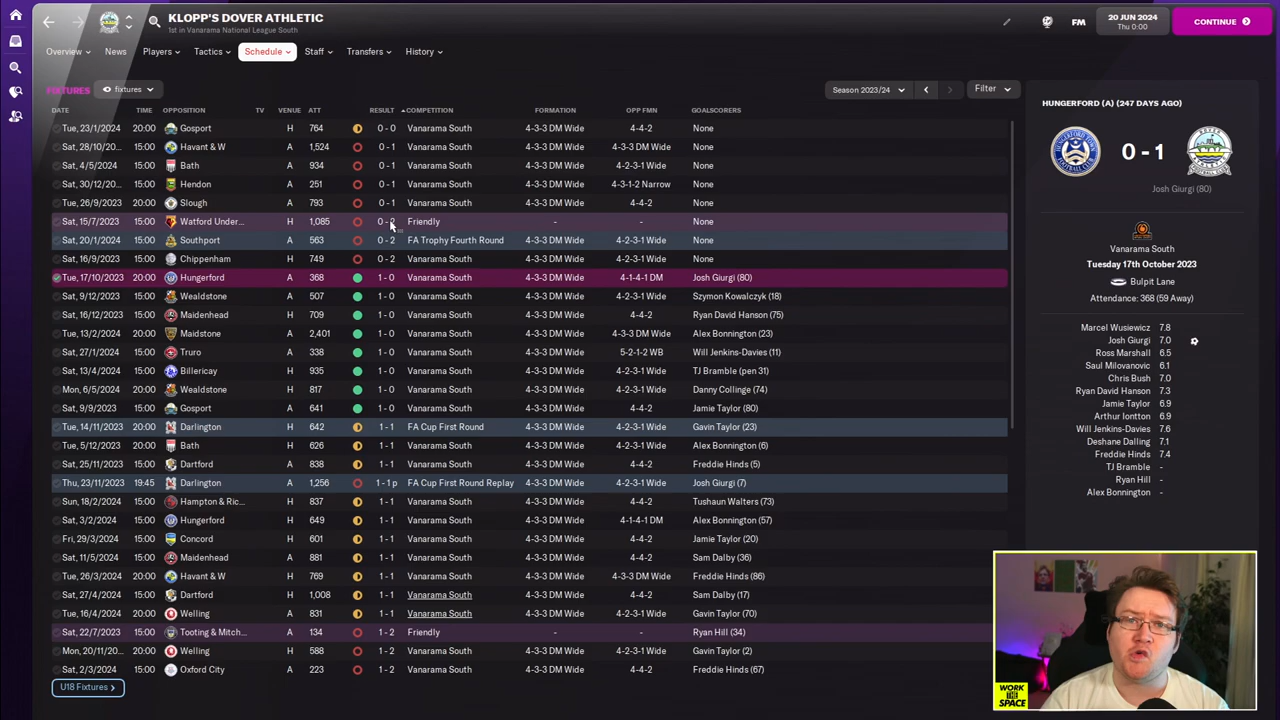 KLOPP'S DOVER ATHLETIC
1st in Vanarama National League South
FM
20 JUN 2024
Thu 0:00
CONTINUE
Overview News Players Tactics Schedule Staff Transfers History
FIXTURES fixtures Season 2023/24 Filter
DATE TIME OPPOSITION TV VENUE ATT RESULT COMPETITION FORMATION OPP FMN GOALSCORERS
Tue, 23/1/2024 20:00 Gosport H 764 0 - 0 Vanarama South 4-3-3 DM Wide 4-4-2 None
Sat, 28/10/20... 15:00 Havant & W A 1,524 0 - 1 Vanarama South 4-3-3 DM Wide 4-3-3 DM Wide None
Sat, 4/5/2024 15:00 Bath A 934 0 - 1 Vanarama South 4-3-3 DM Wide 4-2-3-1 Wide None
Sat, 30/12/20... 15:00 Hendon A 251 0 - 1 Vanarama South 4-3-3 DM Wide 4-3-1-2 Narrow None
Tue, 26/9/2023 20:00 Slough A 793 0 - 1 Vanarama South 4-3-3 DM Wide 4-4-2 None
Sat, 15/7/2023 15:00 Watford Under... H 1,085 0 - 2 Friendly - - None
Sat, 20/1/2024 15:00 Southport A 563 0 - 2 FA Trophy Fourth Round 4-3-3 DM Wide 4-2-3-1 Wide None
Sat, 16/9/2023 15:00 Chippenham H 749 0 - 2 Vanarama South 4-3-3 DM Wide 4-2-3-1 Wide None
Tue, 17/10/2023 20:00 Hungerford A 368 1 - 0 Vanarama South 4-3-3 DM Wide 4-1-4-1 DM Josh Giurgi (80)
Sat, 9/12/2023 15:00 Wealdstone A 507 1 - 0 Vanarama South 4-3-3 DM Wide 4-2-3-1 Wide Szymon Kowalczyk (18)
Sat, 16/12/2023 15:00 Maidenhead H 709 1 - 0 Vanarama South 4-3-3 DM Wide 4-4-2 Ryan David Hanson (75)
Tue, 13/2/2024 20:00 Maidstone A 2,401 1 - 0 Vanarama South 4-3-3 DM Wide 4-3-3 DM Wide Alex Bonnington (23)
Sat, 27/1/2024 15:00 Truro A 338 1 - 0 Vanarama South 4-3-3 DM Wide 5-2-1-2 WB Will Jenkins-Davies (11)
Sat, 13/4/2024 15:00 Billericay H 935 1 - 0 Vanarama South 4-3-3 DM Wide 4-2-3-1 Wide TJ Bramble (pen 31)
Mon, 6/5/2024 15:00 Wealdstone H 817 1 - 0 Vanarama South 4-3-3 DM Wide 4-2-3-1 Wide Danny Collinge (74)
Sat, 9/9/2023 15:00 Gosport A 641 1 - 0 Vanarama South 4-3-3 DM Wide 4-4-2 Jamie Taylor (80)
Tue, 14/11/2023 20:00 Darlington H 642 1 - 1 FA Cup First Round 4-3-3 DM Wide 4-2-3-1 Wide Gavin Taylor (23)
Tue, 5/12/2023 20:00 Bath H 626 1 - 1 Vanarama South 4-3-3 DM Wide 4-2-3-1 Wide Alex Bonnington (6)
Sat, 25/11/2023 15:00 Dartford A 838 1 - 1 Vanarama South 4-3-3 DM Wide 4-4-2 Freddie Hinds (5)
Thu, 23/11/2023 19:45 Darlington A 1,256 1 - 1 p FA Cup First Round Replay 4-3-3 DM Wide 4-2-3-1 Wide Josh Giurgi (7)
Sun, 18/2/2024 15:00 Hampton & Ric... H 837 1 - 1 Vanarama South 4-3-3 DM Wide 4-4-2 Tushaun Walters (73)
Sat, 3/2/2024 15:00 Hungerford H 649 1 - 1 Vanarama South 4-3-3 DM Wide 4-1-4-1 DM Alex Bonnington (57)
Fri, 29/3/2024 15:00 Concord H 601 1 - 1 Vanarama South 4-3-3 DM Wide 4-4-2 Jamie Taylor (20)
Sat, 11/5/2024 15:00 Maidenhead A 881 1 - 1 Vanarama South 4-3-3 DM Wide 4-4-2 Sam Dalby (36)
Tue, 26/3/2024 20:00 Havant & W H 769 1 - 1 Vanarama South 4-3-3 DM Wide 4-3-3 DM Wide Freddie Hinds (86)
Sat, 27/4/2024 15:00 Dartford H 1,008 1 - 1 Vanarama South 4-3-3 DM Wide 4-4-2 Sam Dalby (17)
Tue, 16/4/2024 20:00 Welling A 831 1 - 1 Vanarama South 4-3-3 DM Wide 4-2-3-1 Wide Gavin Taylor (70)
Sat, 22/7/2023 15:00 Tooting & Mitch... A 134 1 - 2 Friendly - - Ryan Hill (34)
Mon, 20/11/20... 20:00 Welling H 588 1 - 2 Vanarama South 4-3-3 DM Wide 4-2-3-1 Wide Gavin Taylor (2)
Sat, 2/3/2024 15:00 Oxford City A 223 1 - 2 Vanarama South 4-3-3 DM Wide 4-4-2 Freddie Hinds (67)
U18 Fixtures
HUNGERFORD (A) (247 DAYS AGO)
0 - 1
Josh Giurgi (80)
Vanarama South
Tuesday 17th October 2023
Bulpit Lane
Attendance: 368 (59 Away)
Marcel Wusiewicz 7.8
Josh Giurgi 7.0
Ross Marshall 6.5
Saul Milovanovic 6.1
Chris Bush 7.0
Ryan David Hanson 7.3
Jamie Taylor 6.9
Arthur Iontton 6.9
Will Jenkins-Davies 7.6
Deshane Dalling 7.1
Freddie Hinds 7.4
TJ Bramble -
Ryan Hill -
Alex Bonnington -
WORK
THE
SPACE